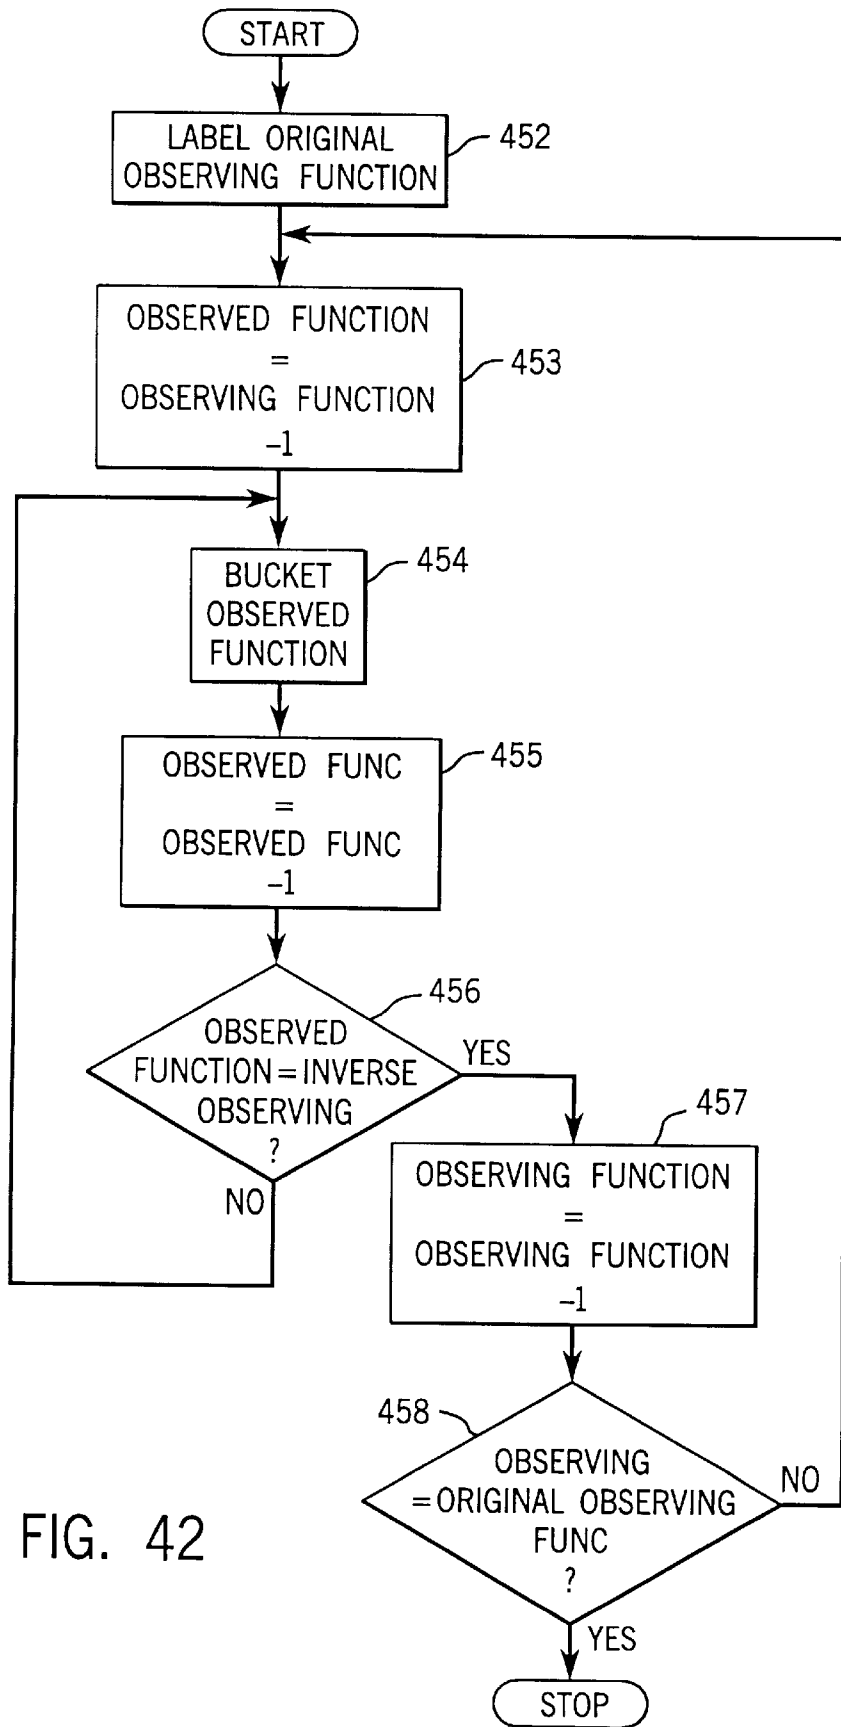 START
LABEL ORIGINAL
OBSERVING FUNCTION
452
OBSERVED FUNCTION
=
OBSERVING FUNCTION
–1
453
BUCKET
OBSERVED
FUNCTION
454
OBSERVED FUNC
=
OBSERVED FUNC
–1
455
OBSERVED
FUNCTION = INVERSE
OBSERVING
?
456
YES
NO
OBSERVING FUNCTION
=
OBSERVING FUNCTION
–1
457
OBSERVING
= ORIGINAL OBSERVING
FUNC
?
458
NO
YES
STOP
FIG. 42